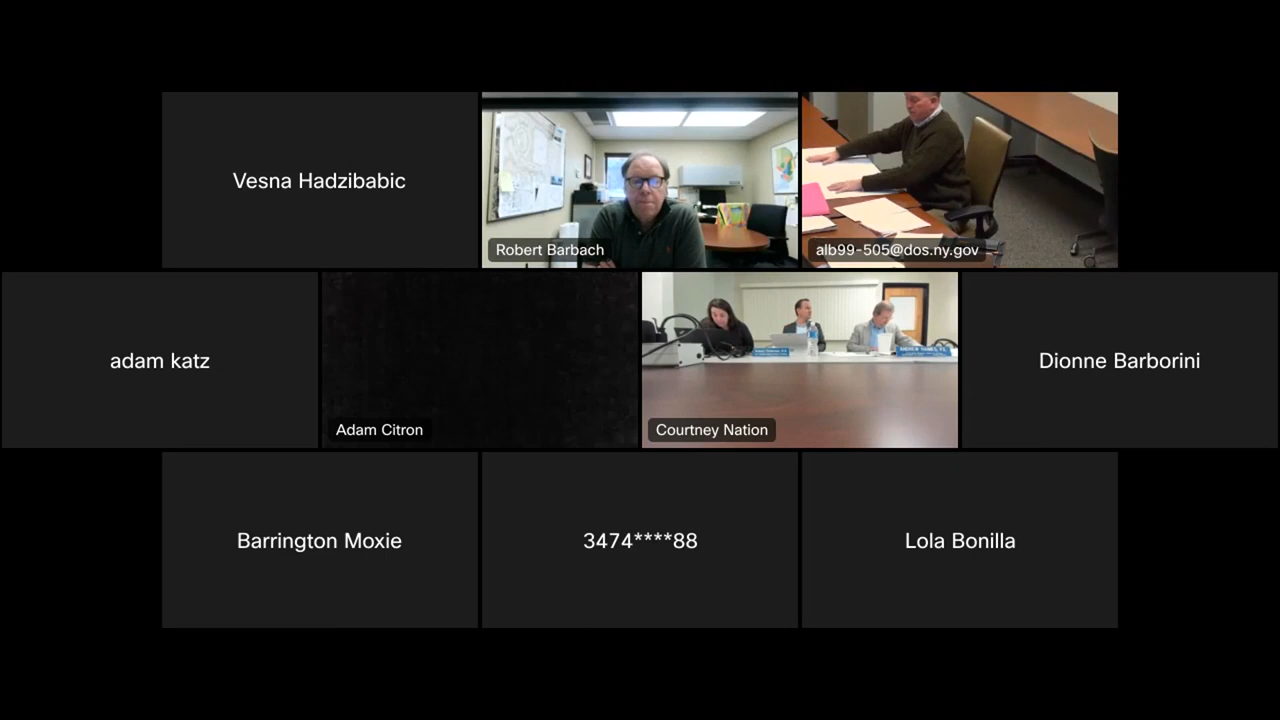 Vesna Hadzibabic
Robert Barbach
alb99-505@dos.ny.gov
adam katz
Adam Citron
Courtney Nation
Dionne Barborini
Barrington Moxie
3474****88
Lola Bonilla